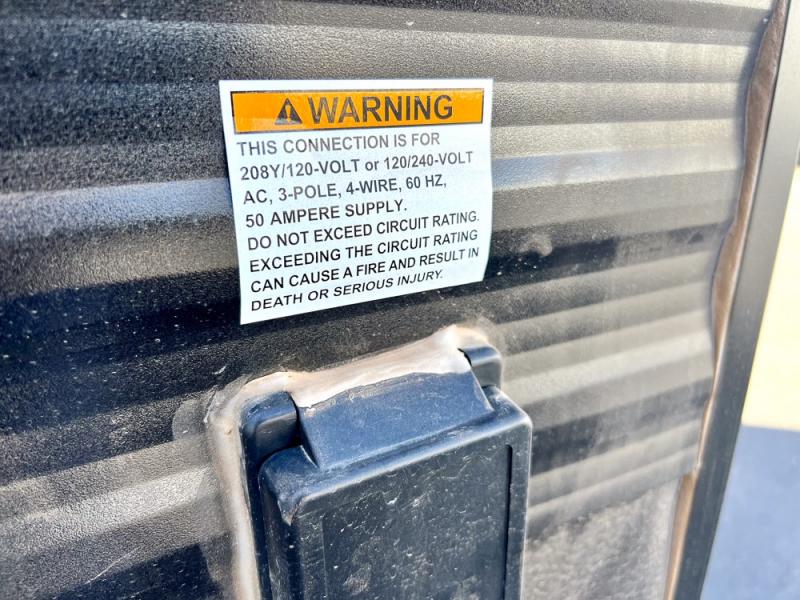 WARNING
THIS CONNECTION IS FOR
208Y/120-VOLT or 120/240-VOLT
AC, 3-POLE, 4-WIRE, 60 HZ,
50 AMPERE SUPPLY.
DO NOT EXCEED CIRCUIT RATING.
EXCEEDING THE CIRCUIT RATING
CAN CAUSE A FIRE AND RESULT IN
DEATH OR SERIOUS INJURY.